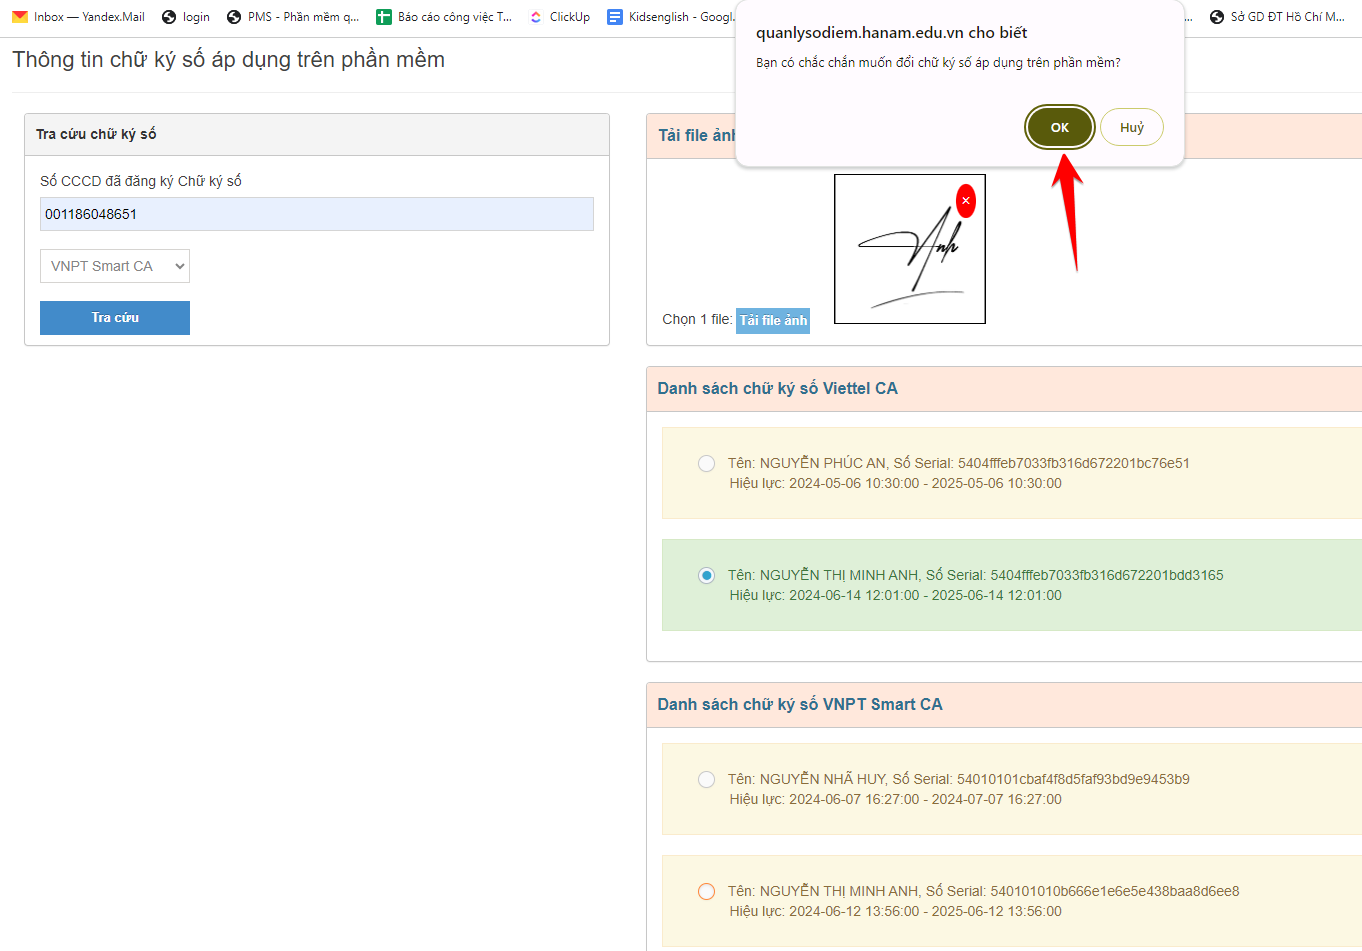 Inbox — Yandex.Mail
login
PMS - Phần mềm q...
Báo cáo công việc T...
ClickUp
Kidsenglish - Googl...
...
Sở GD ĐT Hồ Chí M...
quanlysodiem.hanam.edu.vn cho biết
Bạn có chắc chắn muốn đổi chữ ký số áp dụng trên phần mềm?
OK
Huỷ
Thông tin chữ ký số áp dụng trên phần mềm
Tra cứu chữ ký số
Số CCCD đã đăng ký Chữ ký số
001186048651
VNPT Smart CA
Tra cứu
Tải file ảnh
Anh
Chọn 1 file: Tải file ảnh
Danh sách chữ ký số Viettel CA
Tên: NGUYỄN PHÚC AN, Số Serial: 5404fffeb7033fb316d672201bc76e51
Hiệu lực: 2024-05-06 10:30:00 - 2025-05-06 10:30:00
Tên: NGUYỄN THỊ MINH ANH, Số Serial: 5404fffeb7033fb316d672201bdd3165
Hiệu lực: 2024-06-14 12:01:00 - 2025-06-14 12:01:00
Danh sách chữ ký số VNPT Smart CA
Tên: NGUYỄN NHÃ HUY, Số Serial: 54010101cbaf4f8d5faf93bd9e9453b9
Hiệu lực: 2024-06-07 16:27:00 - 2024-07-07 16:27:00
Tên: NGUYỄN THỊ MINH ANH, Số Serial: 540101010b666e1e6e5e438baa8d6ee8
Hiệu lực: 2024-06-12 13:56:00 - 2025-06-12 13:56:00